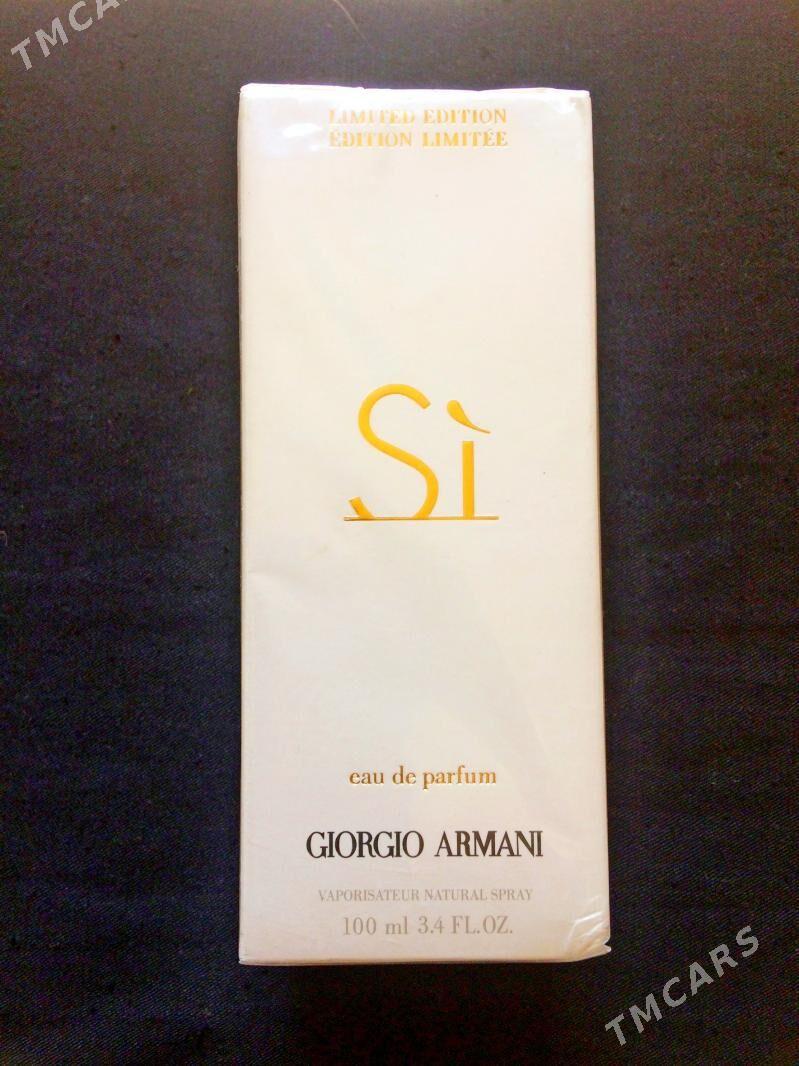 TMCARS
LIMITED EDITION
ÉDITION LIMITÉE
Sì
eau de parfum
GIORGIO ARMANI
VAPORISATEUR NATURAL SPRAY
100 ml 3.4 FL.OZ.
TMCARS